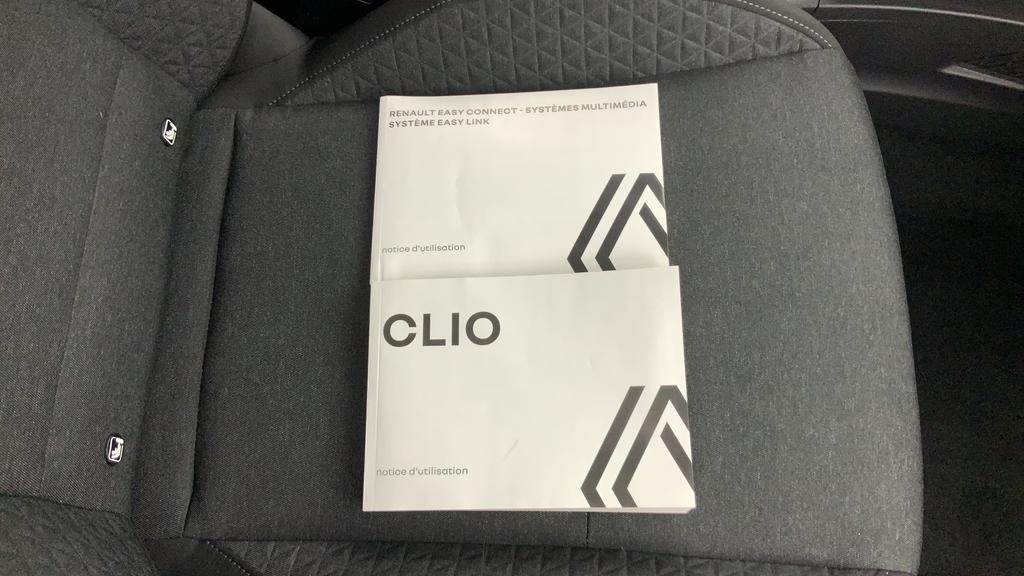 RENAULT EASY CONNECT - SYSTÈMES MULTIMÉDIA
SYSTÈME EASY LINK
notice d'utilisation
CLIO
notice d'utilisation